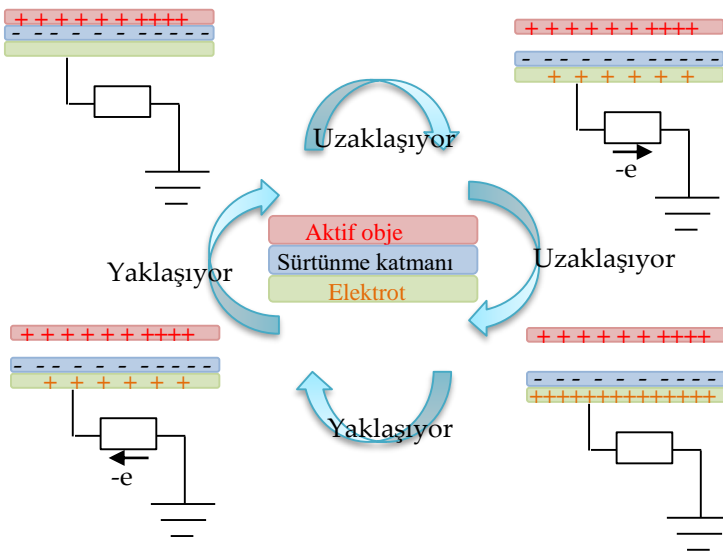 + + + + + + + ++++
- - - - - - - -----
+ + + + + + + ++++
- - - - - - - -----
+ + + + + +
Uzaklaşıyor
-e
Aktif obje
Sürtünme katmanı
Elektrot
Yaklaşıyor
Uzaklaşıyor
+ + + + + + + ++++
- - - - - - - -----
+ + + + + +
-e
Yaklaşıyor
+ + + + + + + ++++
- - - - - - - -----
++++++++++++++